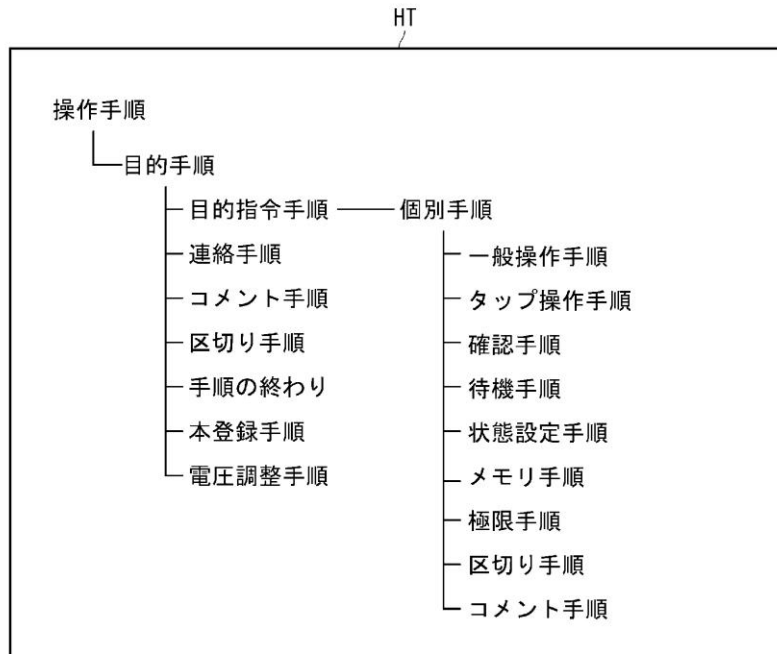 HT
操作手順
目的手順
目的指令手順 個別手順
連絡手順 一般操作手順
コメント手順 タップ操作手順
区切り手順 確認手順
手順の終わり 待機手順
本登録手順 状態設定手順
電圧調整手順 メモリ手順
極限手順
区切り手順
コメント手順